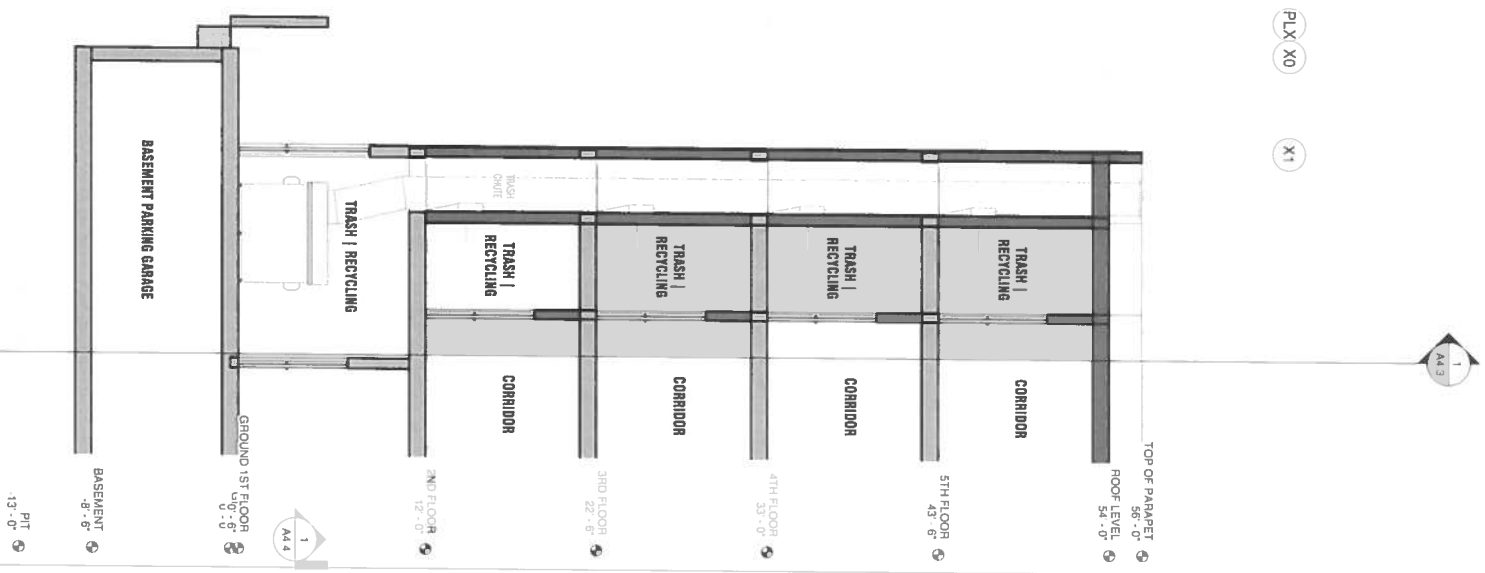 PLX
X0
X1
1
A4 3
TOP OF PARAPET
56' - 0"
ROOF LEVEL
54' - 0"
TRASH |
RECYCLING
CORRIDOR
5TH FLOOR
43' - 6"
TRASH |
RECYCLING
CORRIDOR
4TH FLOOR
33' - 0"
TRASH |
RECYCLING
CORRIDOR
3RD FLOOR
22' - 6"
TRASH
CHUTE
TRASH |
RECYCLING
CORRIDOR
2ND FLOOR
12' - 0"
TRASH | RECYCLING
1
A4 4
GROUND 1ST FLOOR
0' - 0"
BASEMENT PARKING GARAGE
BASEMENT
-8' - 6"
PIT
-13' - 0"